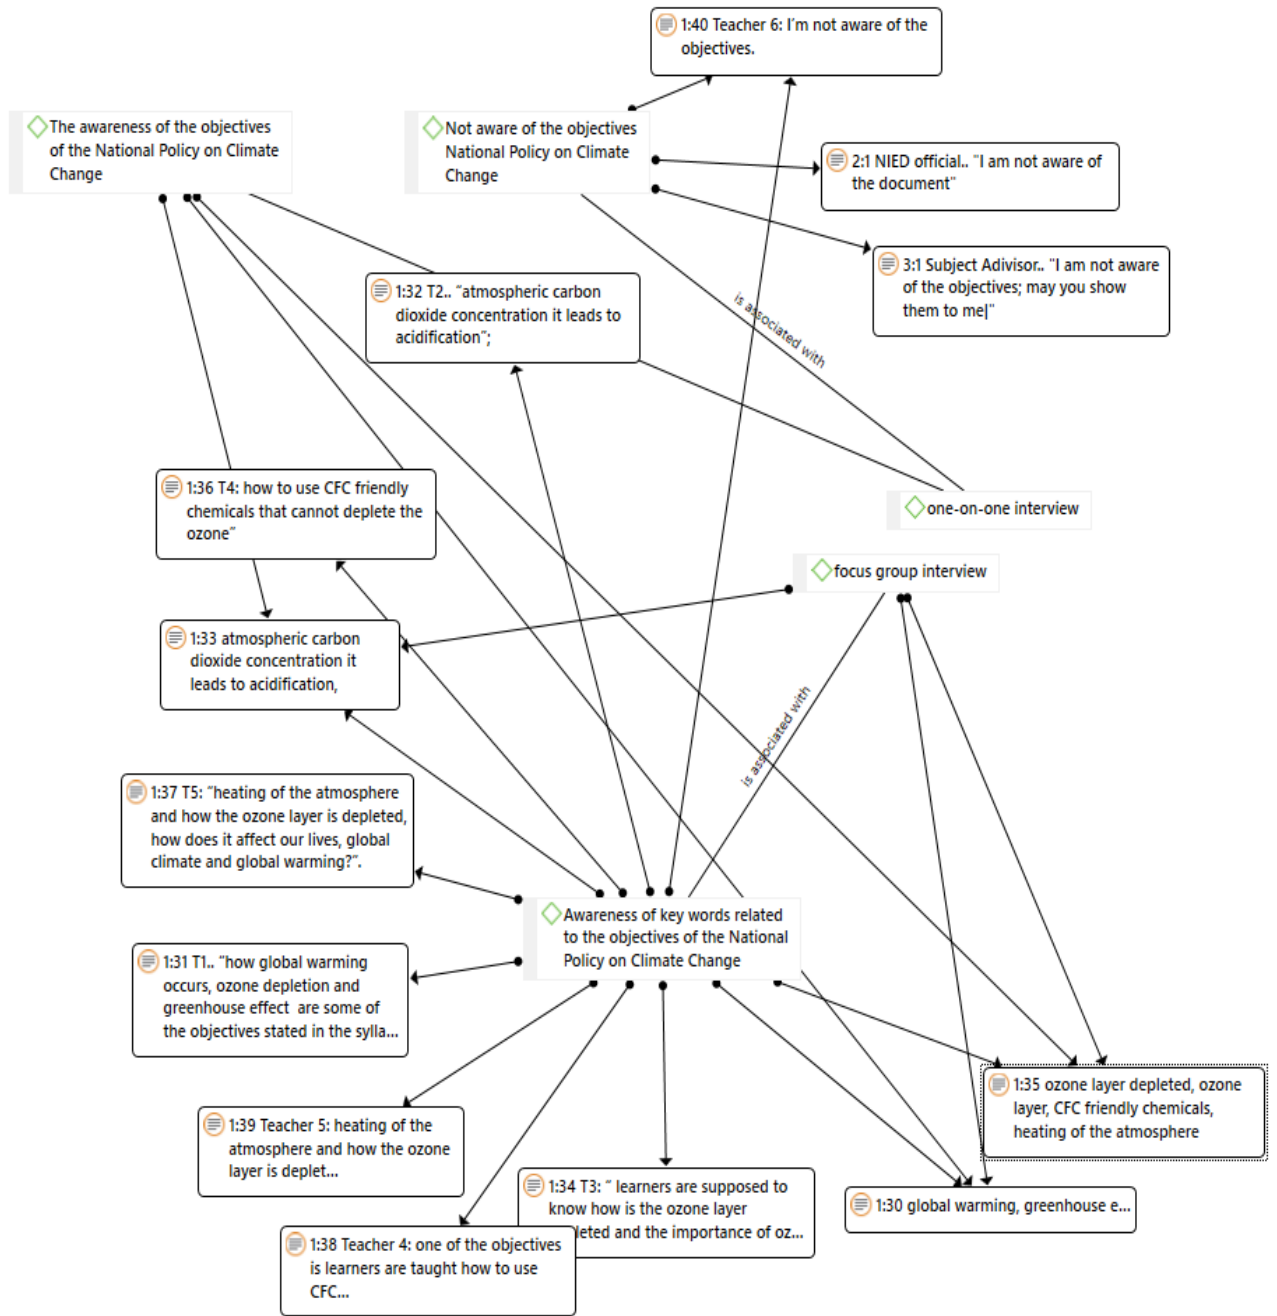 1:40 Teacher 6: I'm not aware of the
objectives.
The awareness of the objectives
of the National Policy on Climate
Change
Not aware of the objectives
National Policy on Climate
Change
2:1 NIED official.. "I am not aware of
the document"
3:1 Subject Adivisor.. "I am not aware
of the objectives; may you show
them to me|"
1:32 T2.. "atmospheric carbon
dioxide concentration it leads to
acidification";
is associated with
1:36 T4: how to use CFC friendly
chemicals that cannot deplete the
ozone"
one-on-one interview
focus group interview
1:33 atmospheric carbon
dioxide concentration it
leads to acidification,
is associated with
1:37 T5: "heating of the atmosphere
and how the ozone layer is depleted,
how does it affect our lives, global
climate and global warming?".
Awareness of key words related
to the objectives of the National
Policy on Climate Change
1:31 T1.. "how global warming
occurs, ozone depletion and
greenhouse effect are some of
the objectives stated in the sylla...
1:35 ozone layer depleted, ozone
layer, CFC friendly chemicals,
heating of the atmosphere
1:39 Teacher 5: heating of the
atmosphere and how the ozone
layer is deplet...
1:34 T3: " learners are supposed to
know how is the ozone layer
leted and the importance of oz...
1:30 global warming, greenhouse e...
1:38 Teacher 4: one of the objectives
is learners are taught how to use
CFC...